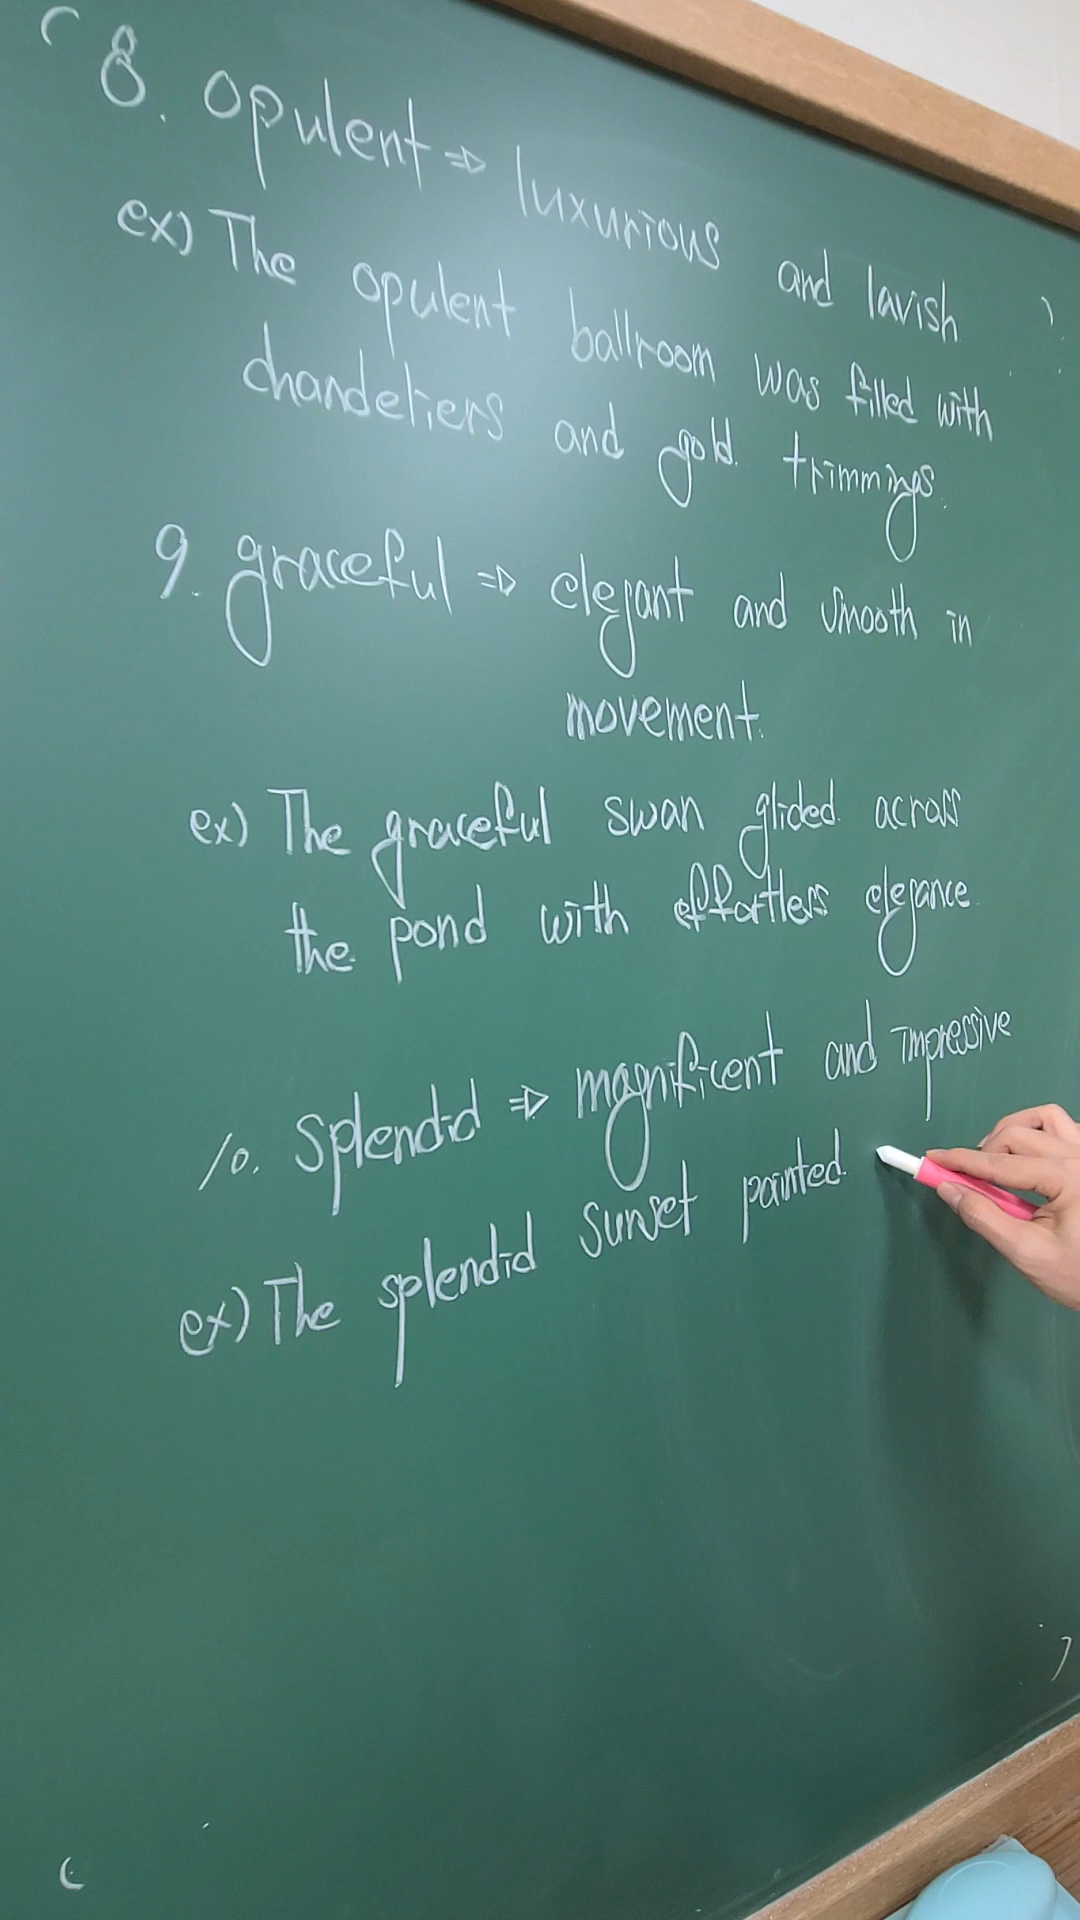 8. opulent ⇒ luxurious and lavish
ex) The opulent ballroom was filled with
chandeliers and gold trimmings.
9. graceful ⇒ elegant and smooth in
movement.
ex) The graceful swan glided across
the pond with effortless elegance.
10. Splendid ⇒ magnificent and impressive
ex) The splendid sunset painted